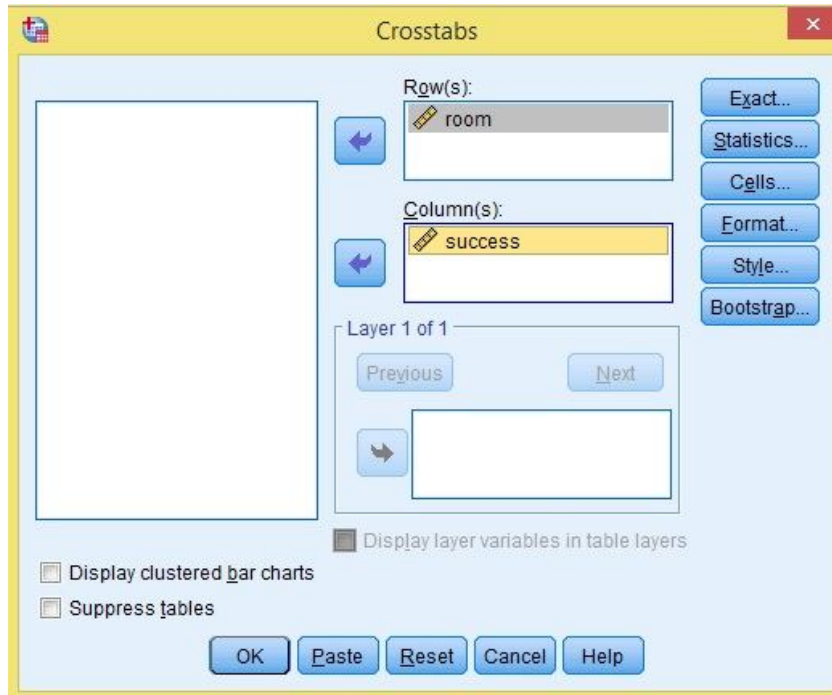 Crosstabs
Row(s):
room
Column(s):
success
Exact...
Statistics...
Cells...
Format...
Style...
Bootstrap...
Layer 1 of 1
Previous
Next
Display layer variables in table layers
Display clustered bar charts
Suppress tables
OK Paste Reset Cancel Help